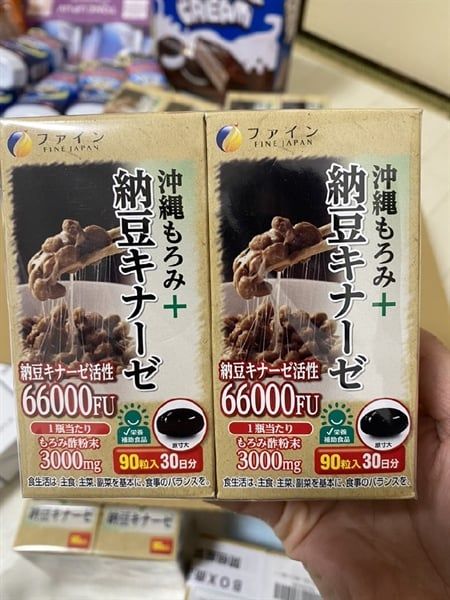 CREAM
ファイン
FINE JAPAN
沖縄もろみ+
納豆キナーゼ
納豆キナーゼ活性
66000FU
1瓶当たり
もろみ酢粉末
3000mg
栄養
補助食品
原寸大
90粒入30日分
食生活は、主食、主菜、副菜を基本に、食事のバランスを。
ファイン
FINE JAPAN
沖縄もろみ+
納豆キナーゼ
納豆キナーゼ活性
66000FU
1瓶当たり
もろみ酢粉末
3000mg
栄養
補助食品
原寸大
90粒入30日分
食生活は、主食、主菜、副菜を基本に、食事のバランスを。
納豆キナーゼ
納豆キナーゼ